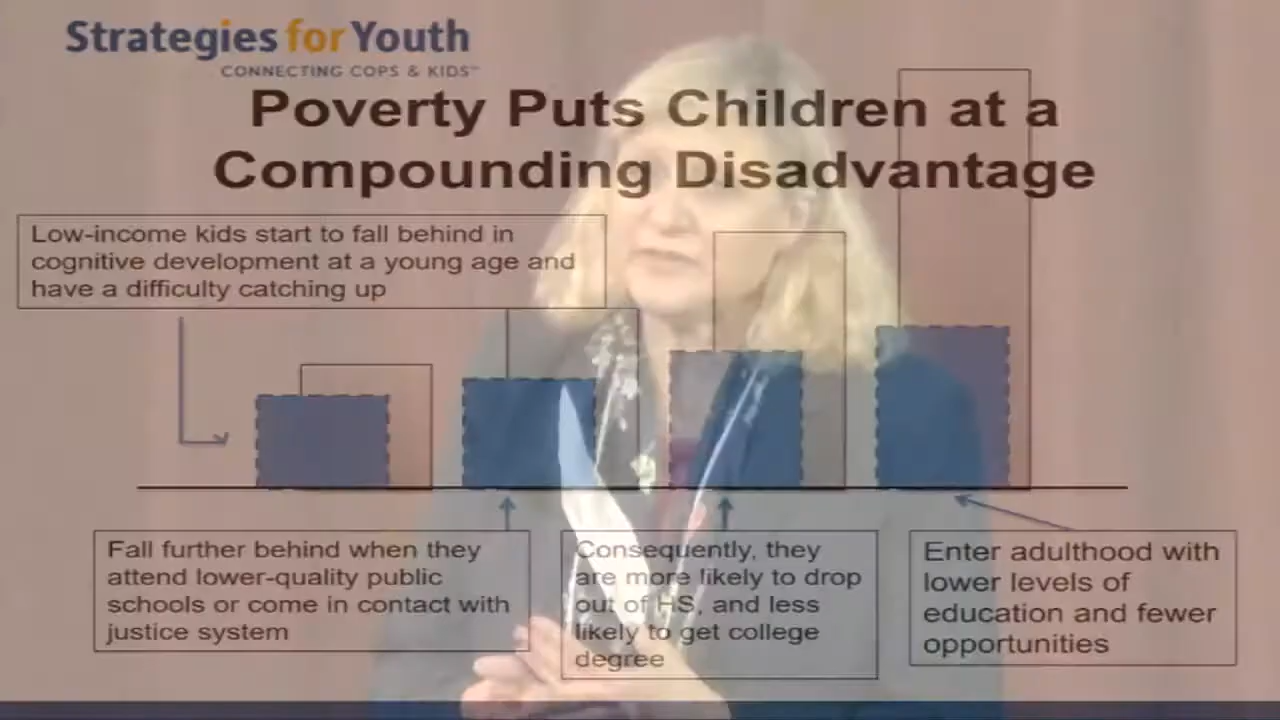 Strategies for Youth
CONNECTING COPS & KIDS™
Poverty Puts Children at a
Compounding Disadvantage
Low-income kids start to fall behind in
cognitive development at a young age and
have a difficulty catching up
Fall further behind when they
attend lower-quality public
schools or come in contact with
justice system
Consequently, they
are more likely to drop
out of HS, and less
likely to get college
degree
Enter adulthood with
lower levels of
education and fewer
opportunities